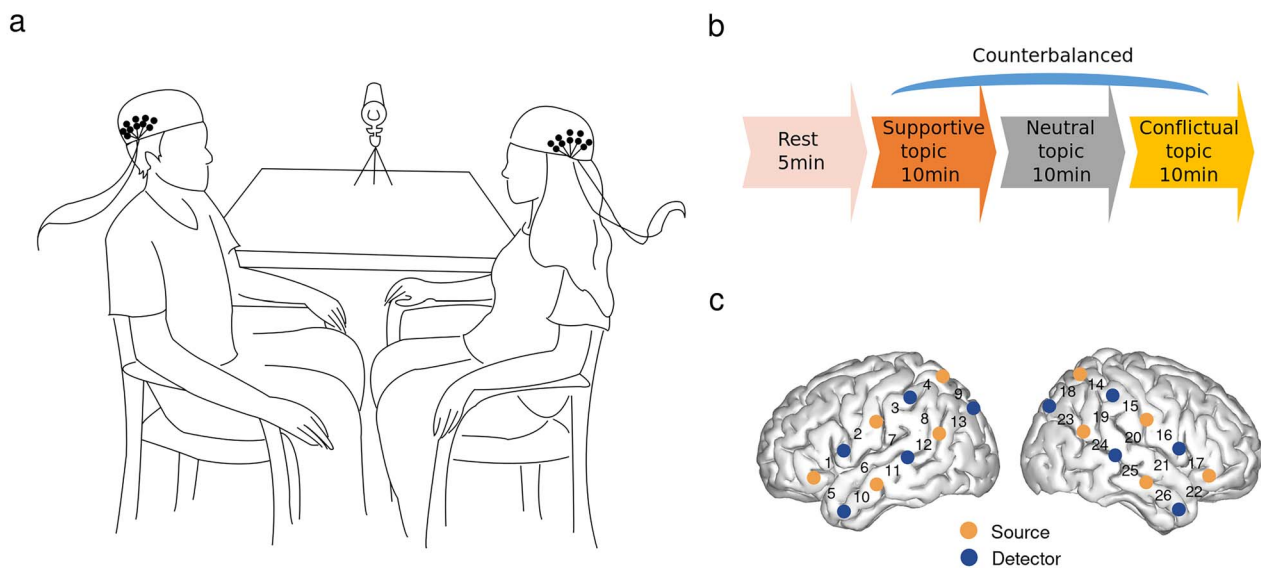 a
b
Counterbalanced
Rest
5min
Supportive
topic
10min
Neutral
topic
10min
Conflictual
topic
10min
c
4
9
3
8
13
2
7
12
1
6
11
5
10
18
14
19
15
23
24
20
16
25
21
17
26
22
Source
Detector